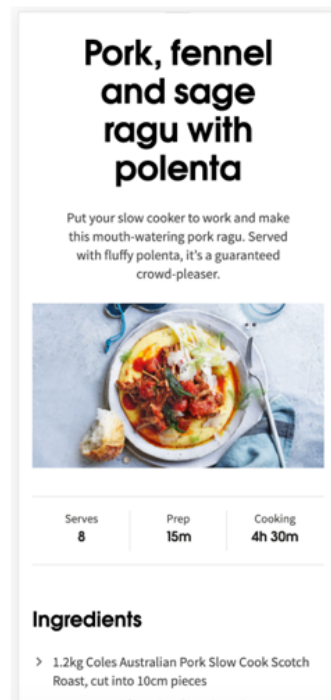 Pork, fennel
and sage
ragu with
polenta
Put your slow cooker to work and make
this mouth-watering pork ragu. Served
with fluffy polenta, it's a guaranteed
crowd-pleaser.
Serves
8
Prep
15m
Cooking
4h 30m
Ingredients
1.2kg Coles Australian Pork Slow Cook Scotch
Roast, cut into 10cm pieces